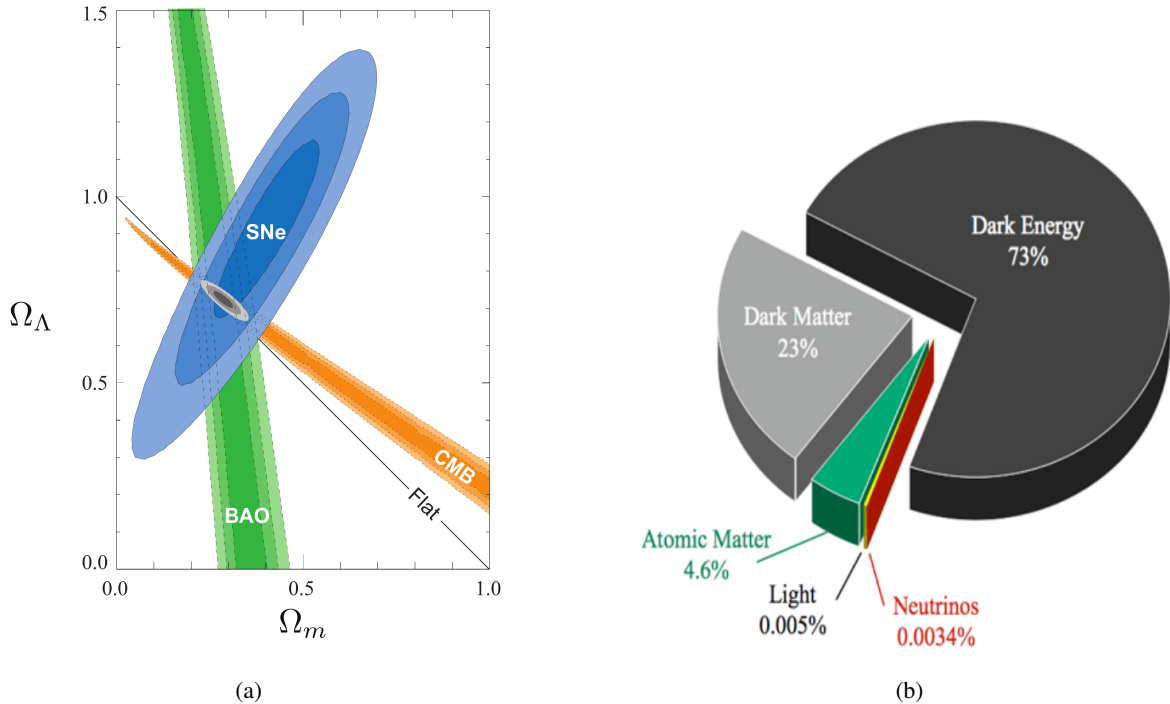 1.5
1.0
SNe
Ω_Λ
0.5
CMB
Flat
BAO
0.0
0.0
0.5
1.0
Ω_m
(a)
Dark Energy
73%
Dark Matter
23%
Atomic Matter
4.6%
Light
0.005%
Neutrinos
0.0034%
(b)